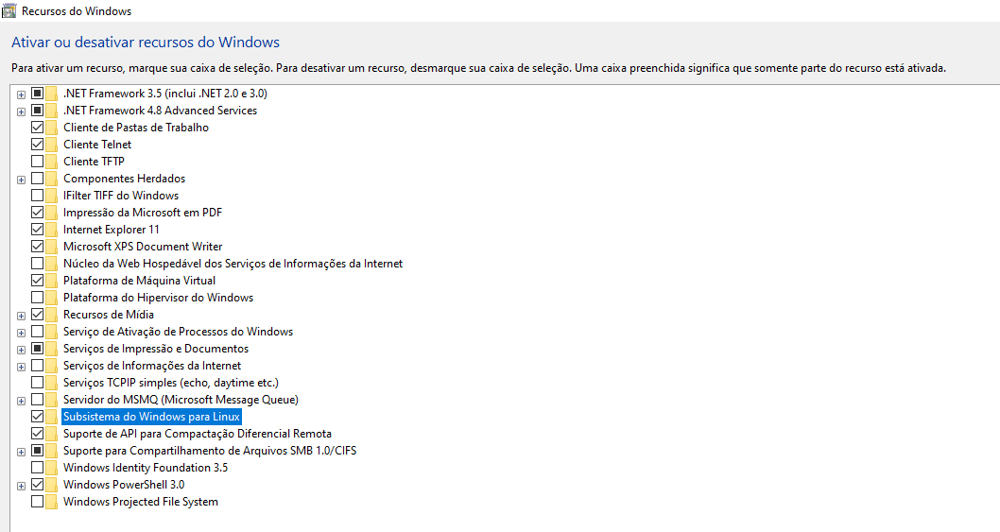 Recursos do Windows
Ativar ou desativar recursos do Windows
Para ativar um recurso, marque sua caixa de seleção. Para desativar um recurso, desmarque sua caixa de seleção. Uma caixa preenchida significa que somente parte do recurso está ativada.
.NET Framework 3.5 (inclui .NET 2.0 e 3.0)
.NET Framework 4.8 Advanced Services
Cliente de Pastas de Trabalho
Cliente Telnet
Cliente TFTP
Componentes Herdados
IFilter TIFF do Windows
Impressão da Microsoft em PDF
Internet Explorer 11
Microsoft XPS Document Writer
Núcleo da Web Hospedável dos Serviços de Informações da Internet
Plataforma de Máquina Virtual
Plataforma do Hipervisor do Windows
Recursos de Mídia
Serviço de Ativação de Processos do Windows
Serviços de Impressão e Documentos
Serviços de Informações da Internet
Serviços TCPIP simples (echo, daytime etc.)
Servidor do MSMQ (Microsoft Message Queue)
Subsistema do Windows para Linux
Suporte de API para Compactação Diferencial Remota
Suporte para Compartilhamento de Arquivos SMB 1.0/CIFS
Windows Identity Foundation 3.5
Windows PowerShell 3.0
Windows Projected File System